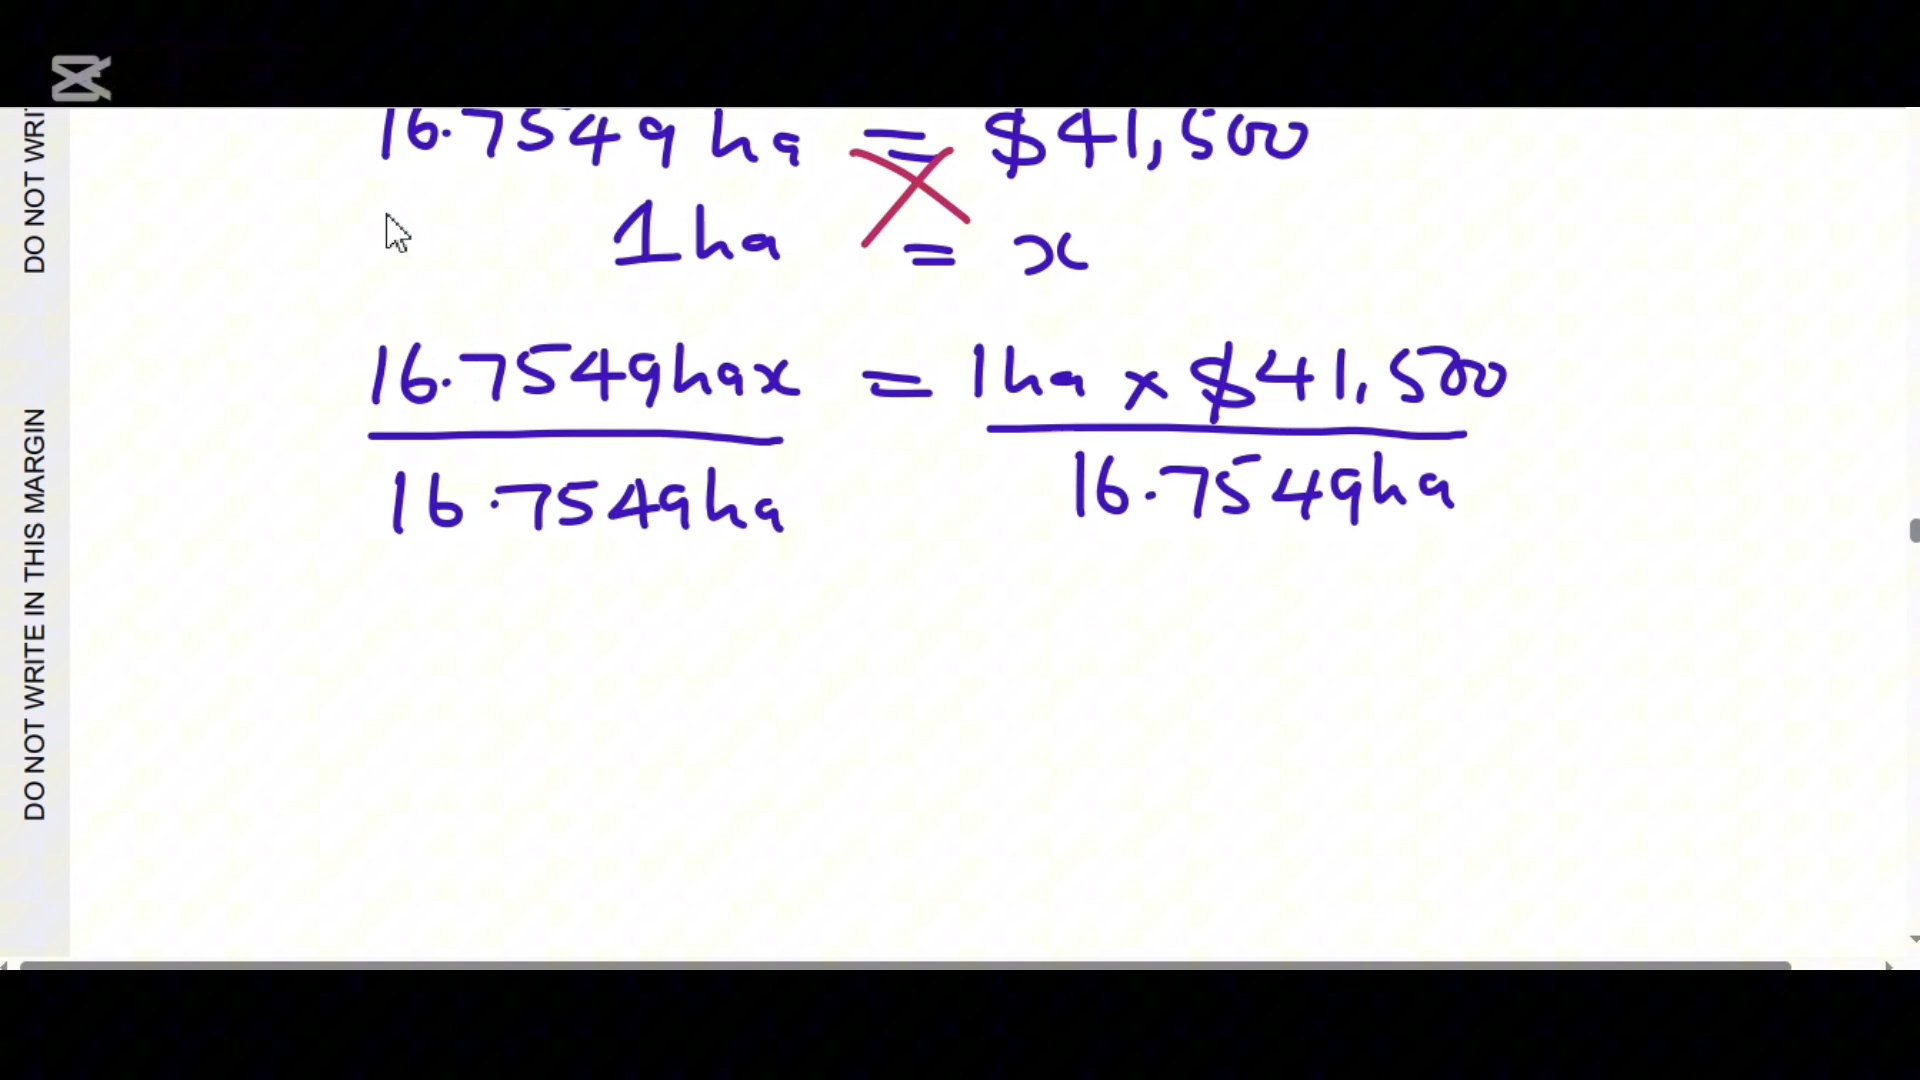 16.7549 ha = $41,500
1ha = x
16.7549hax = 1ha x $41,500
16.7549ha 16.7549ha
DO NOT WRI
DO NOT WRITE IN THIS MARGIN